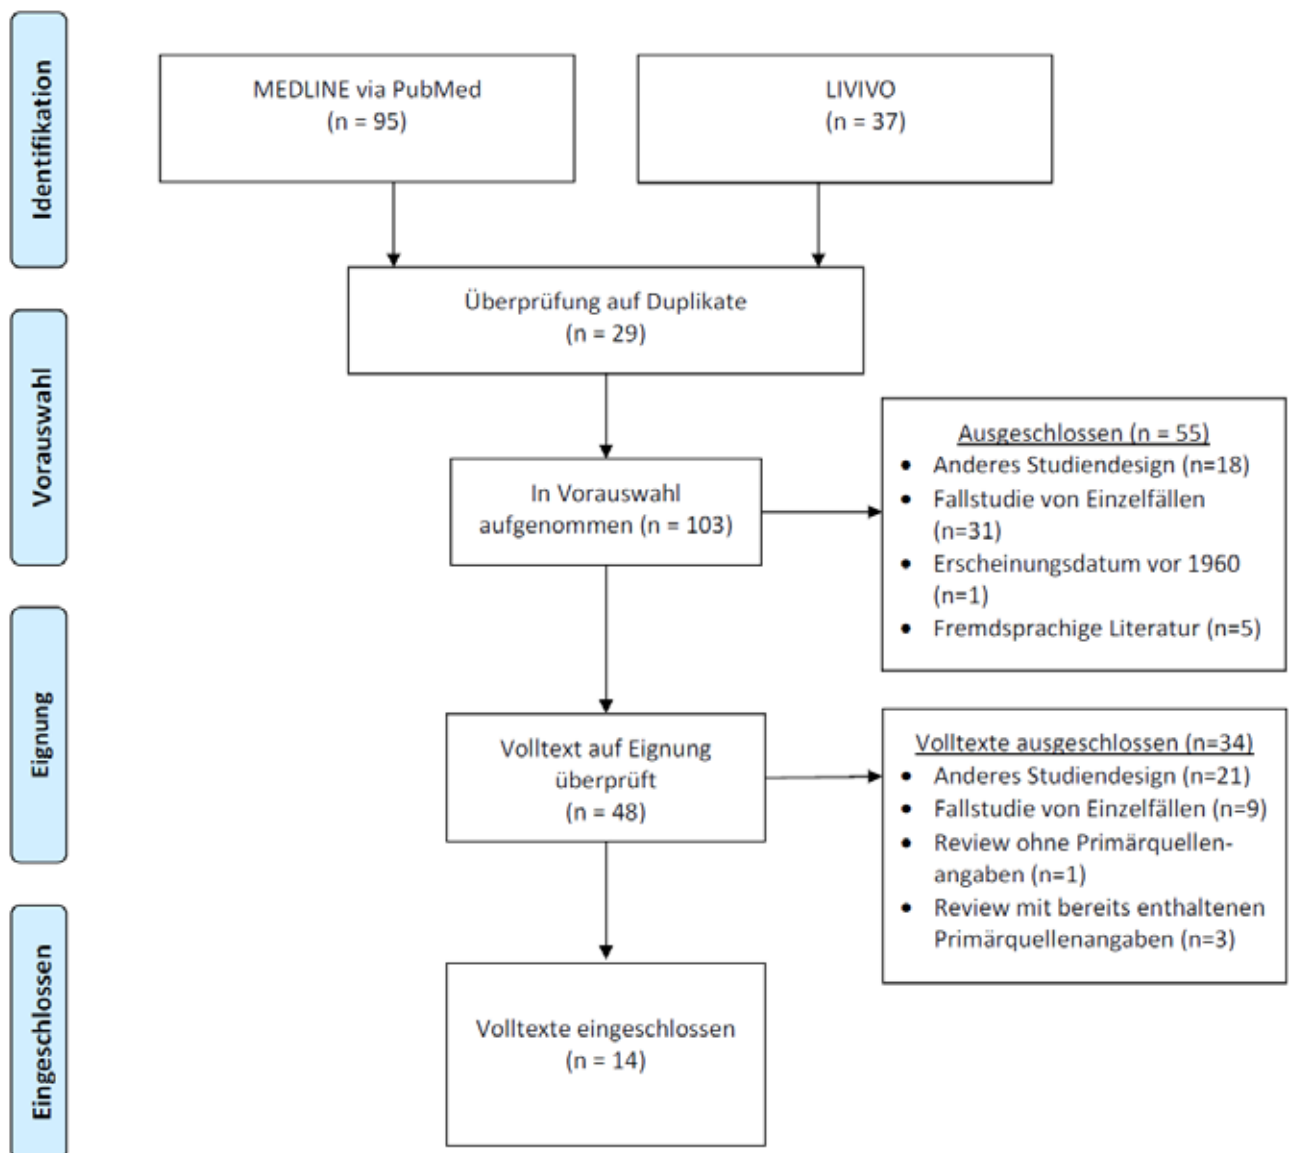 Identifikation
MEDLINE via PubMed
(n = 95)
LIVIVO
(n = 37)
Überprüfung auf Duplikate
(n = 29)
Vorauswahl
In Vorauswahl
aufgenommen (n = 103)
Ausgeschlossen (n = 55)
• Anderes Studiendesign (n=18)
• Fallstudie von Einzelfällen
(n=31)
• Erscheinungsdatum vor 1960
(n=1)
• Fremdsprachige Literatur (n=5)
Eignung
Volltext auf Eignung
überprüft
(n = 48)
Volltexte ausgeschlossen (n=34)
• Anderes Studiendesign (n=21)
• Fallstudie von Einzelfällen (n=9)
• Review ohne Primärquellen-
angaben (n=1)
• Review mit bereits enthaltenen
Primärquellenangaben (n=3)
Eingeschlossen
Volltexte eingeschlossen
(n = 14)